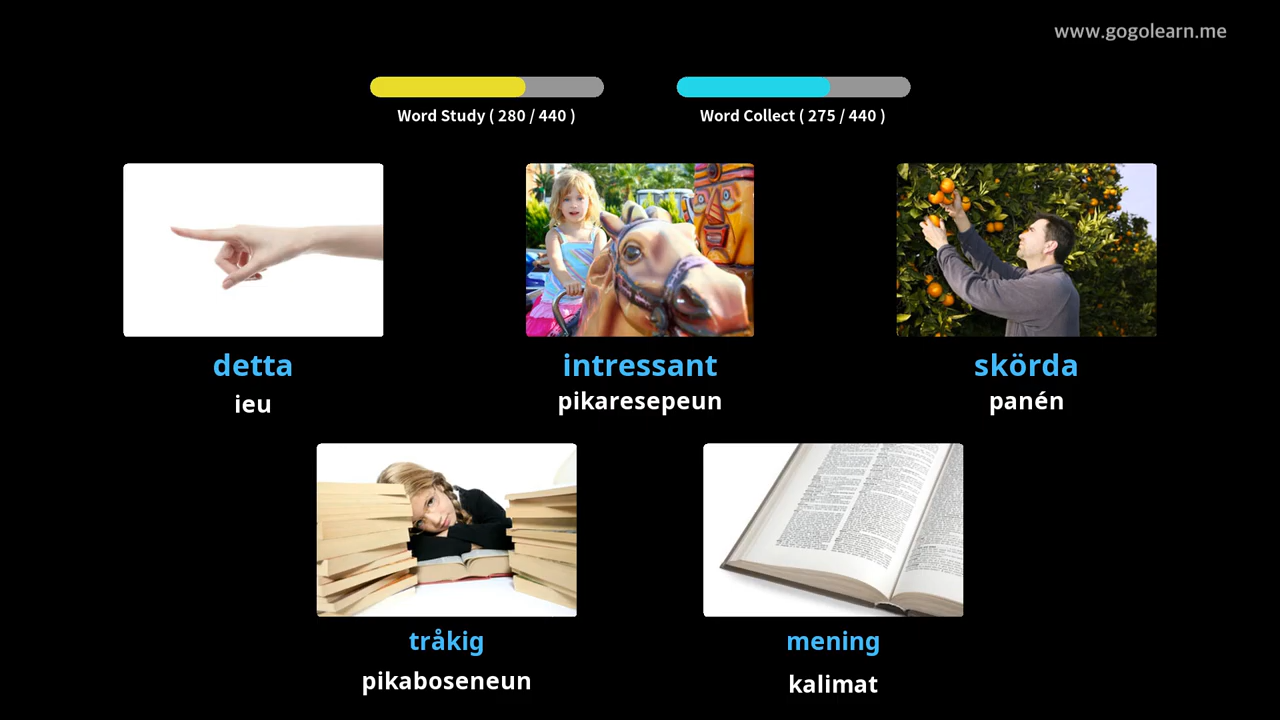 www.gogolearn.me
Word Study ( 280 / 440 )
Word Collect ( 275 / 440 )
detta
intressant
skörda
ieu
pikaresepeun
panén
tråkig
mening
pikaboseneun
kalimat